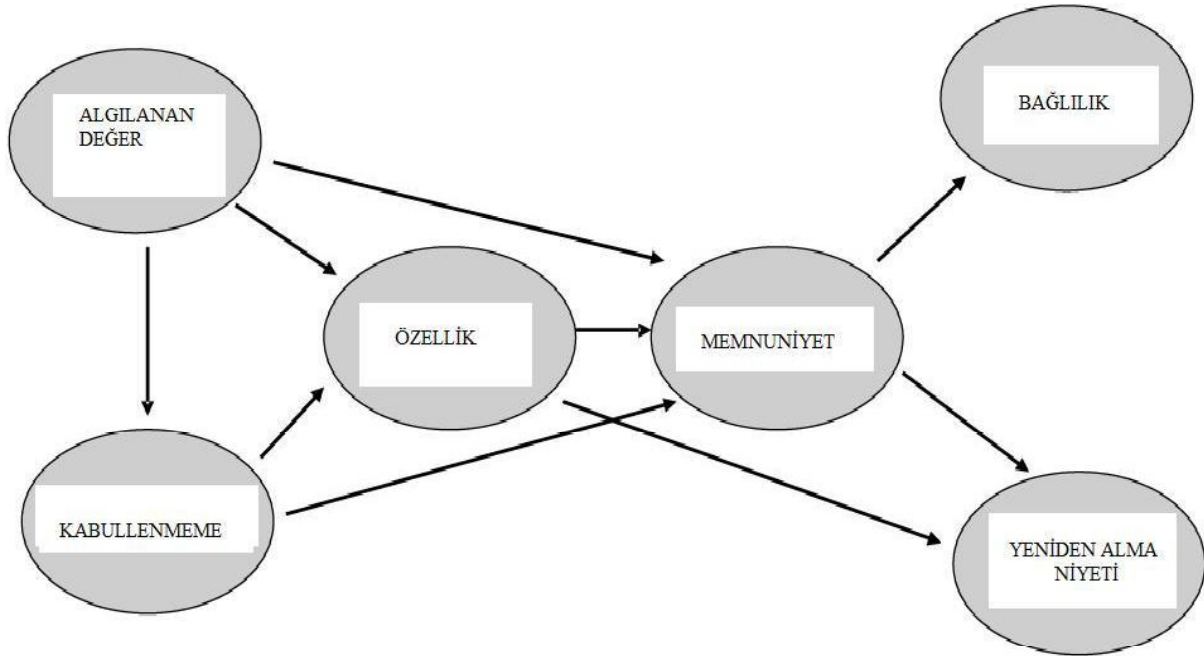 ALGILANAN
DEĞER
BAĞLILIK
ÖZELLİK
MEMNUNİYET
KABULLENMEME
YENİDEN ALMA
NİYETİ